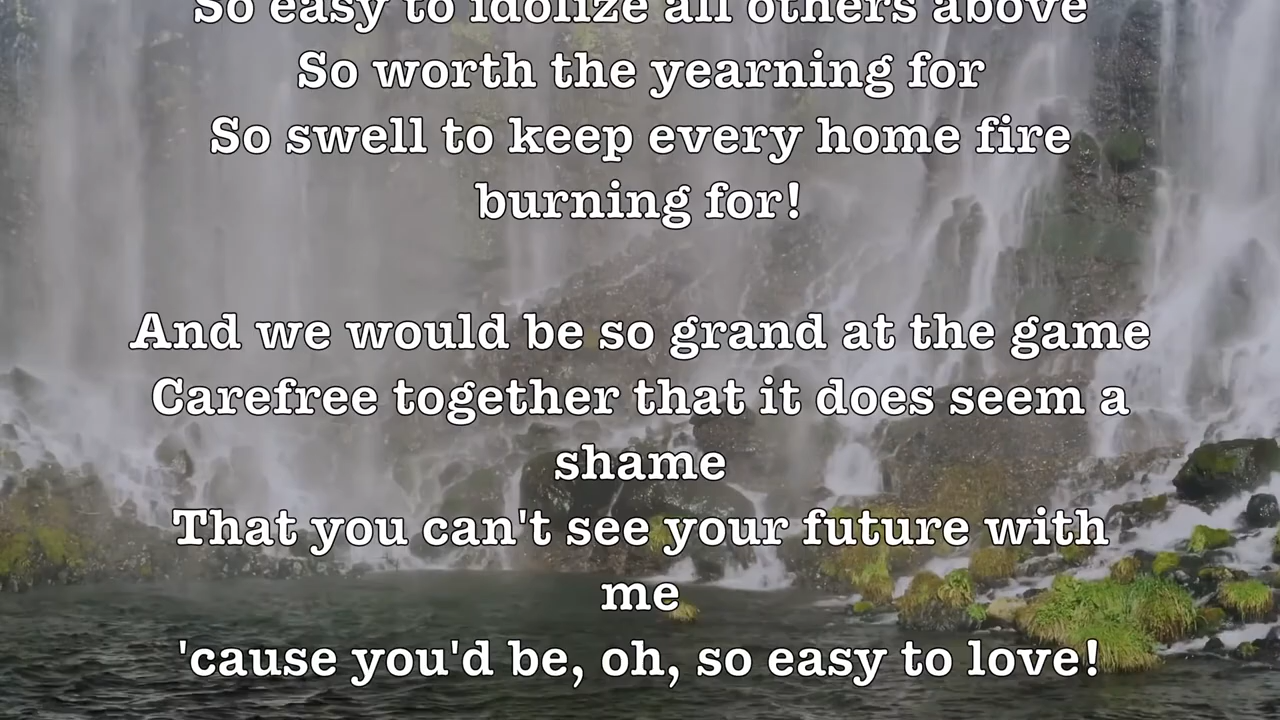 So easy to idolize all others above
So worth the yearning for
So swell to keep every home fire
burning for!
And we would be so grand at the game
Carefree together that it does seem a
shame
That you can't see your future with
me
'cause you'd be, oh, so easy to love!